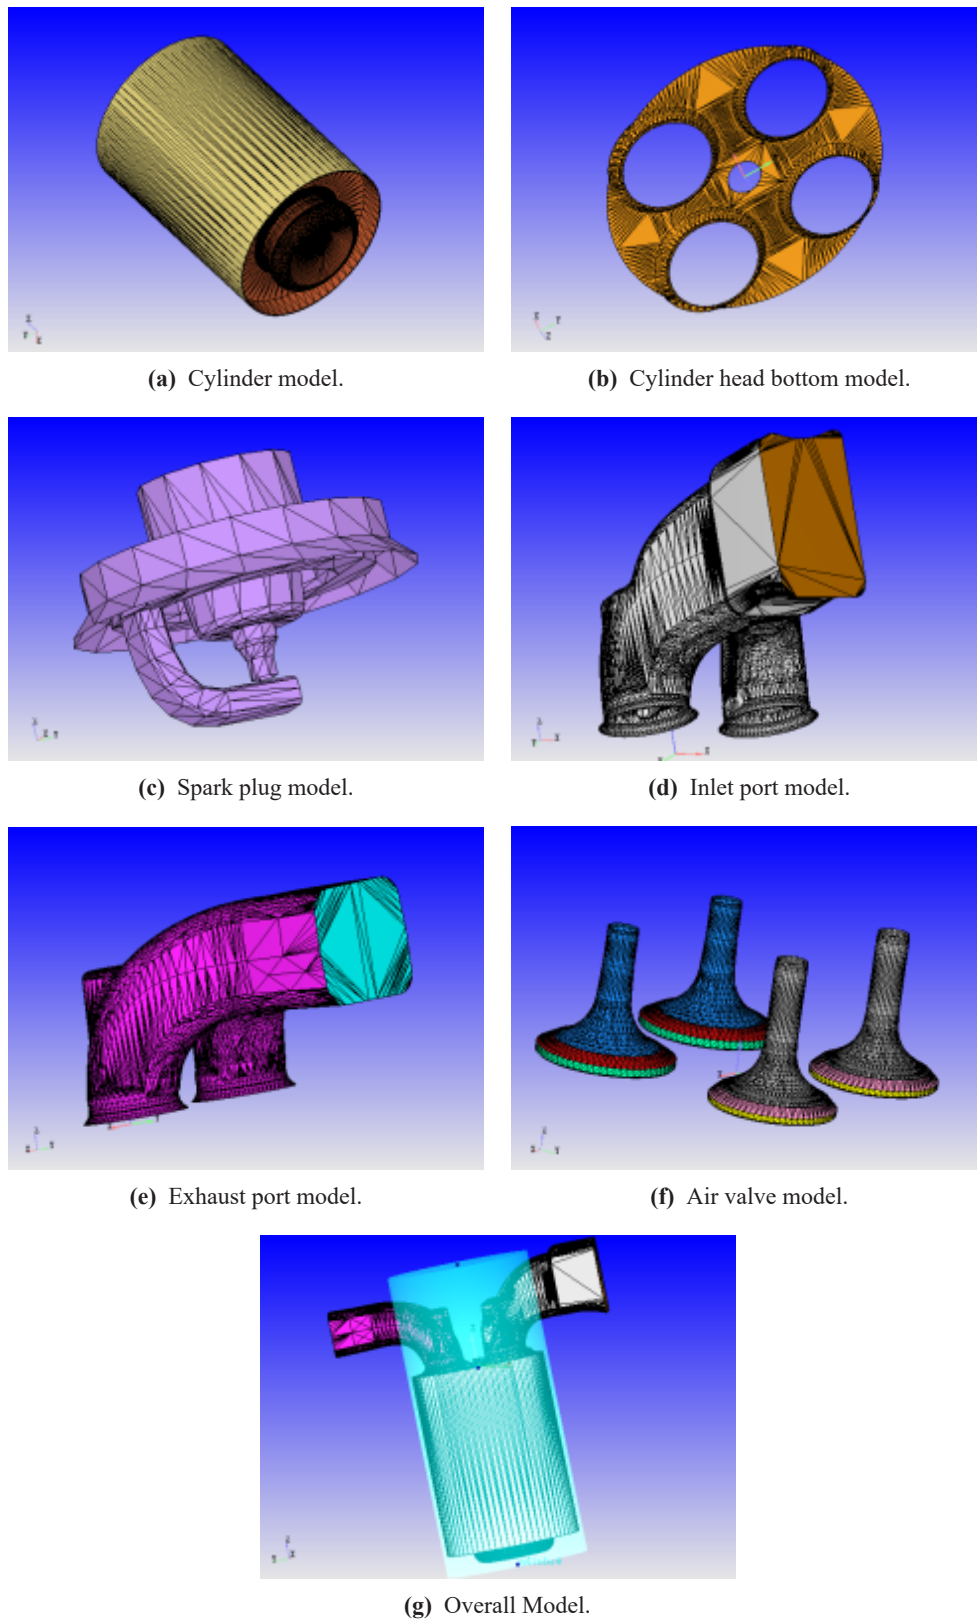 (a) Cylinder model.
(b) Cylinder head bottom model.
(c) Spark plug model.
(d) Inlet port model.
(e) Exhaust port model.
(f) Air valve model.
(g) Overall Model.